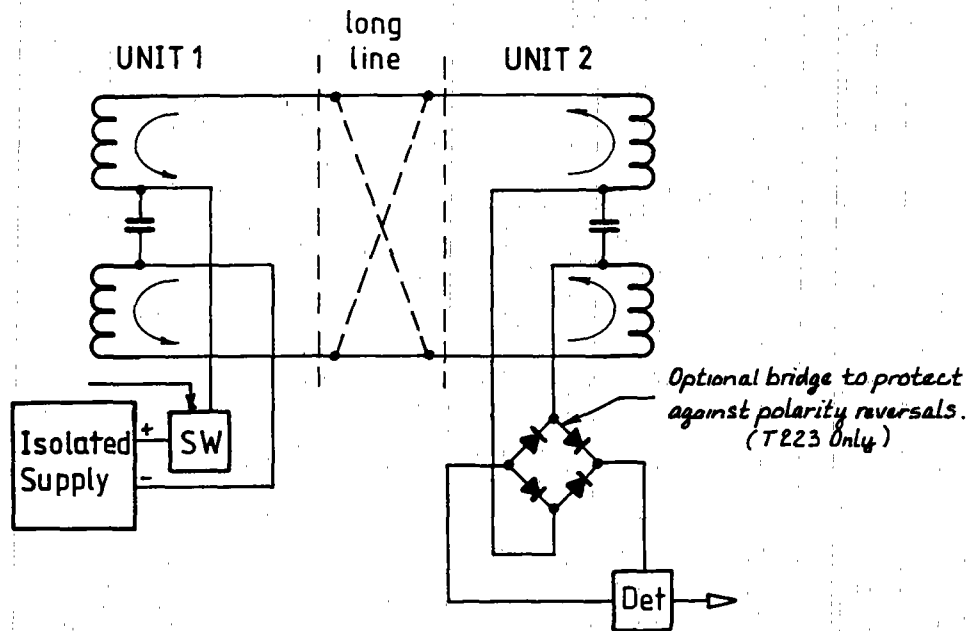 UNIT 1
long
line
UNIT 2
Optional bridge to protect
against polarity reversals.
(T223 Only)
Isolated
Supply
+
-
SW
Det